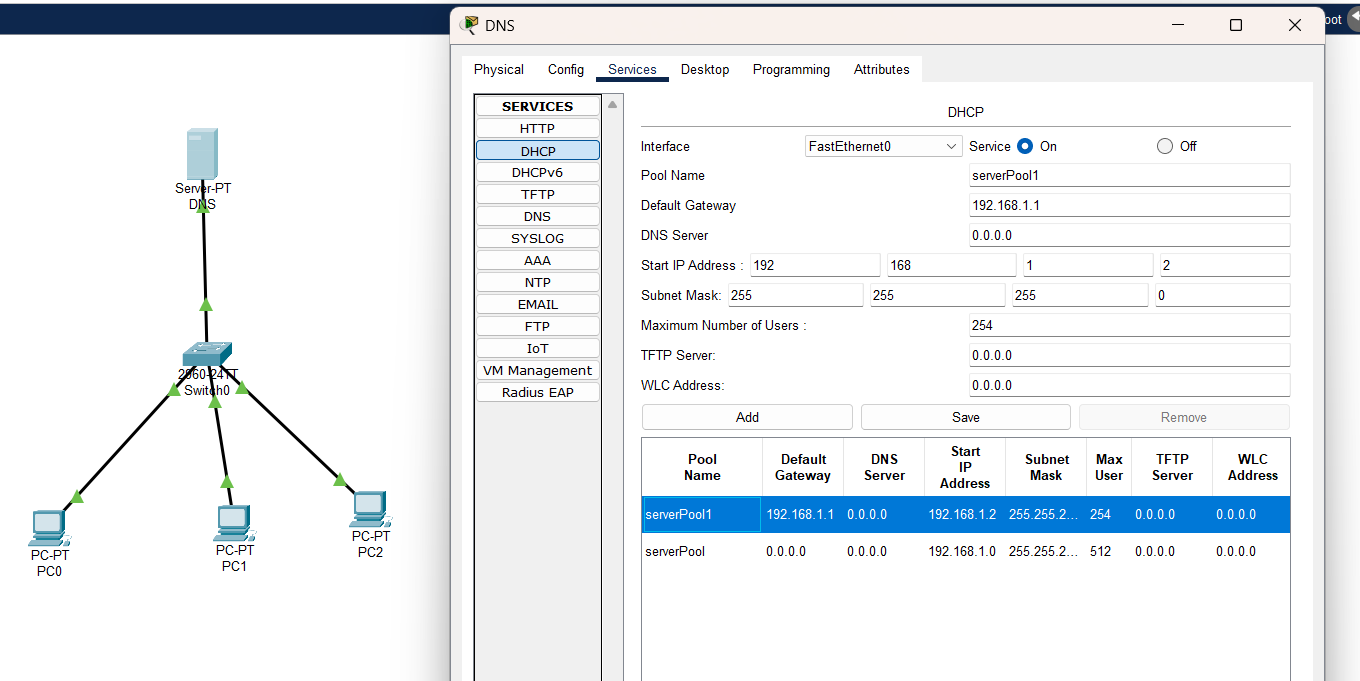 DNS
oot
Physical Config Services Desktop Programming Attributes
SERVICES
HTTP
DHCP
DHCPv6
TFTP
DNS
SYSLOG
AAA
NTP
EMAIL
FTP
IoT
VM Management
Radius EAP
DHCP
Interface FastEthernet0 Service On Off
Pool Name serverPool1
Default Gateway 192.168.1.1
DNS Server 0.0.0.0
Start IP Address : 192 168 1 2
Subnet Mask: 255 255 255 0
Maximum Number of Users : 254
TFTP Server: 0.0.0.0
WLC Address: 0.0.0.0
Add Save Remove
Pool Name Default Gateway DNS Server Start IP Address Subnet Mask Max User TFTP Server WLC Address
serverPool1 192.168.1.1 0.0.0.0 192.168.1.2 255.255.2... 254 0.0.0.0 0.0.0.0
serverPool 0.0.0.0 0.0.0.0 192.168.1.0 255.255.2... 512 0.0.0.0 0.0.0.0
Server-PT
DNS
2960-24TT
Switch0
PC-PT
PC0
PC-PT
PC1
PC-PT
PC2